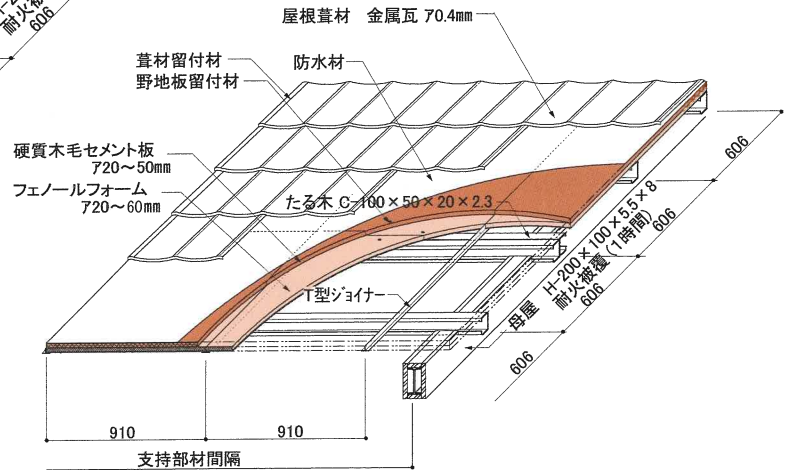 耐火被覆
606
屋根葺材 金属瓦 ｱ0.4mm
葺材留付材
野地板留付材
防水材
硬質木毛セメント板
ｱ20～50mm
フェノールフォーム
ｱ20～60mm
たる木 C-100×50×20×2.3
T型ｼﾞｮｲﾅｰ
母屋 H-200×100×5.5×8
耐火被覆(1時間)
606
606
606
606
910
910
支持部材間隔